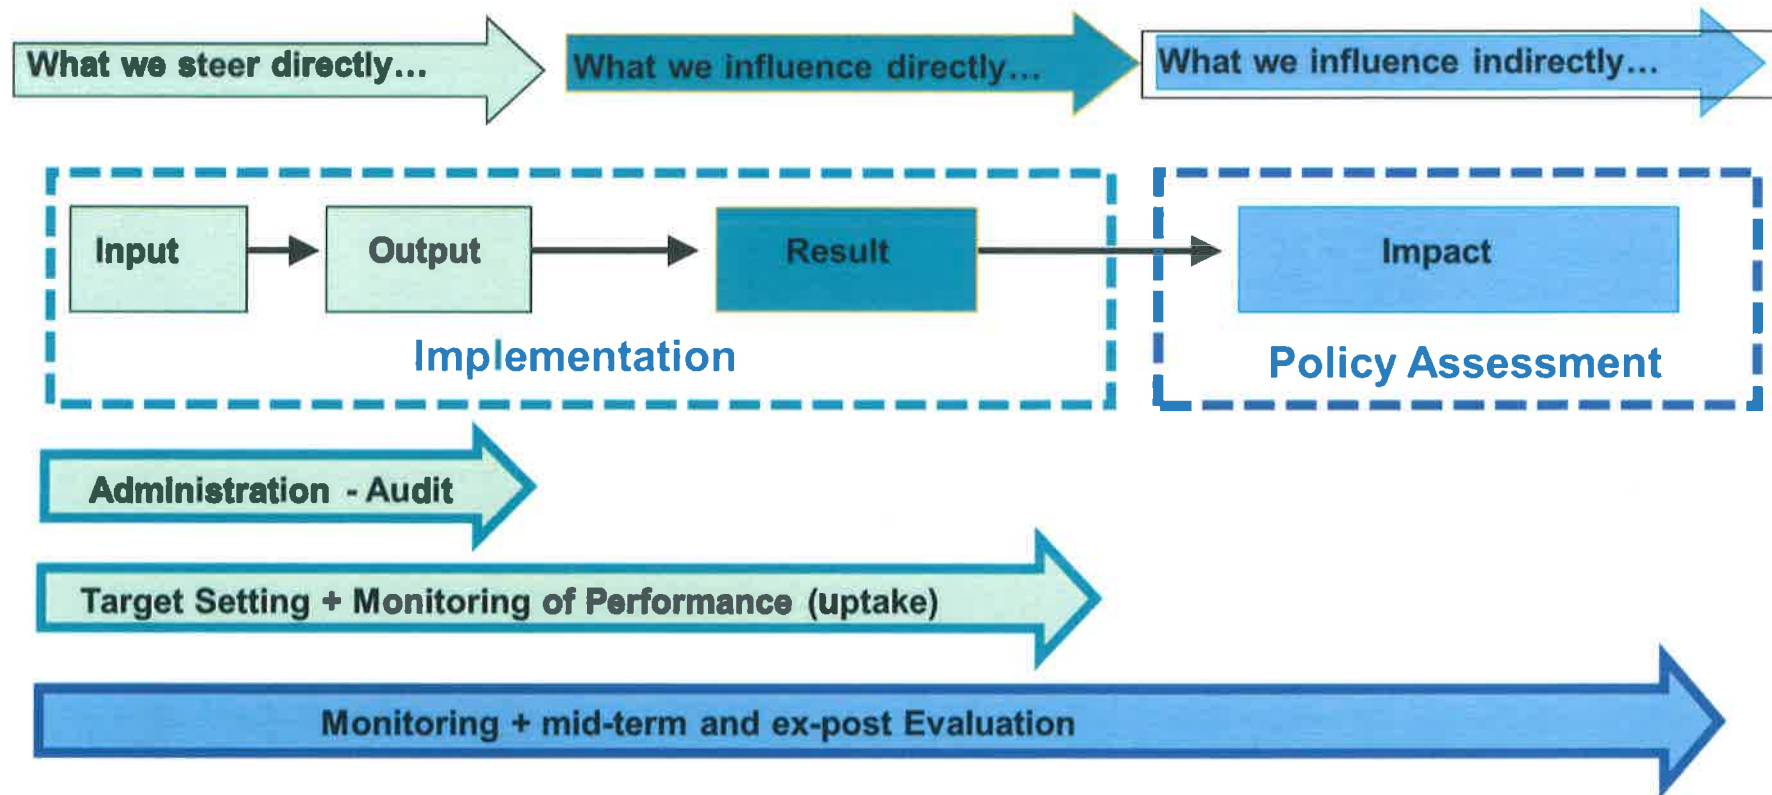 What we steer directly...
What we influence directly...
What we influence indirectly...
Input
Output
Result
Impact
Implementation
Policy Assessment
Administration - Audit
Target Setting + Monitoring of Performance (uptake)
Monitoring + mid-term and ex-post Evaluation